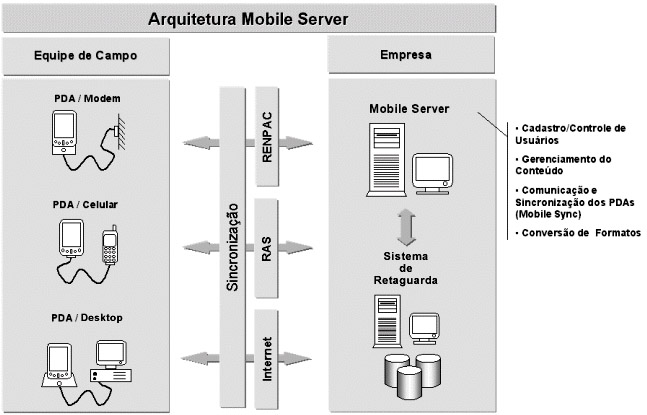 Arquitetura Mobile Server
Equipe de Campo
Empresa
PDA / Modem
PDA / Celular
PDA / Desktop
Sincronização
RENPAC
RAS
Internet
Mobile Server
Sistema
de
Retaguarda
• Cadastro/Controle de
Usuários
• Gerenciamento do
Conteúdo
• Comunicação e
Sincronização dos PDAs
(Mobile Sync)
• Conversão de Formatos